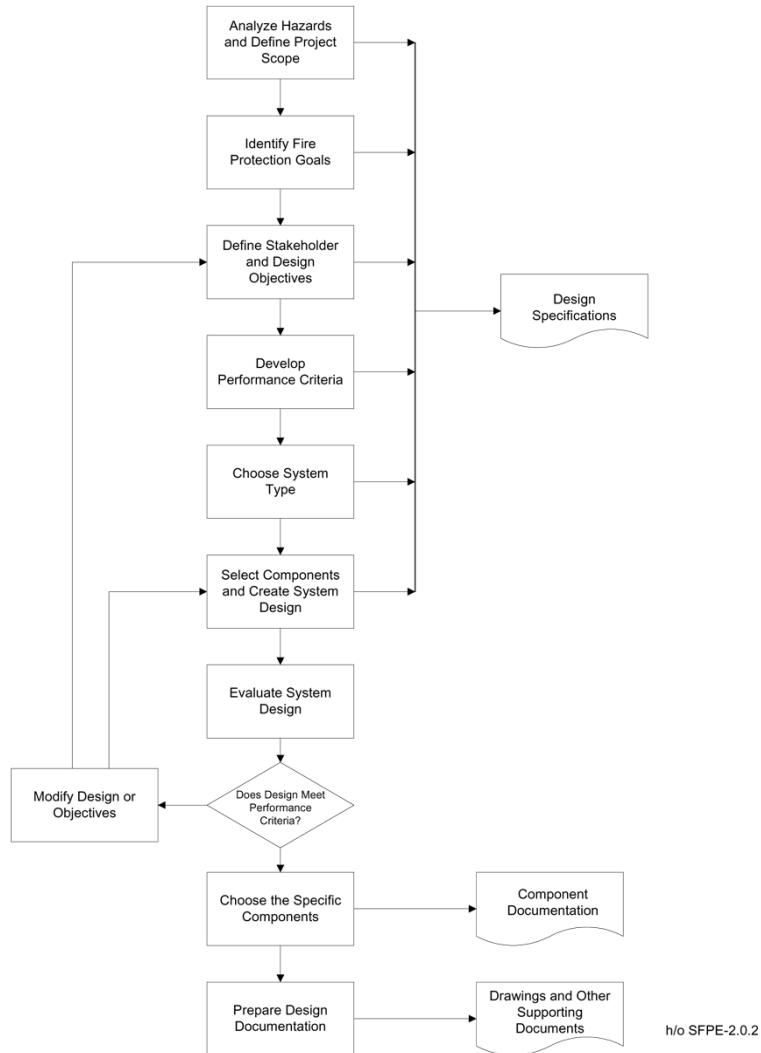 Analyze Hazards
and Define Project
Scope
Identify Fire
Protection Goals
Define Stakeholder
and Design
Objectives
Design
Specifications
Develop
Performance Criteria
Choose System
Type
Select Components
and Create System
Design
Evaluate System
Design
Does Design Meet
Performance
Criteria?
Modify Design or
Objectives
Choose the Specific
Components
Component
Documentation
Prepare Design
Documentation
Drawings and Other
Supporting
Documents
h/o SFPE-2.0.2